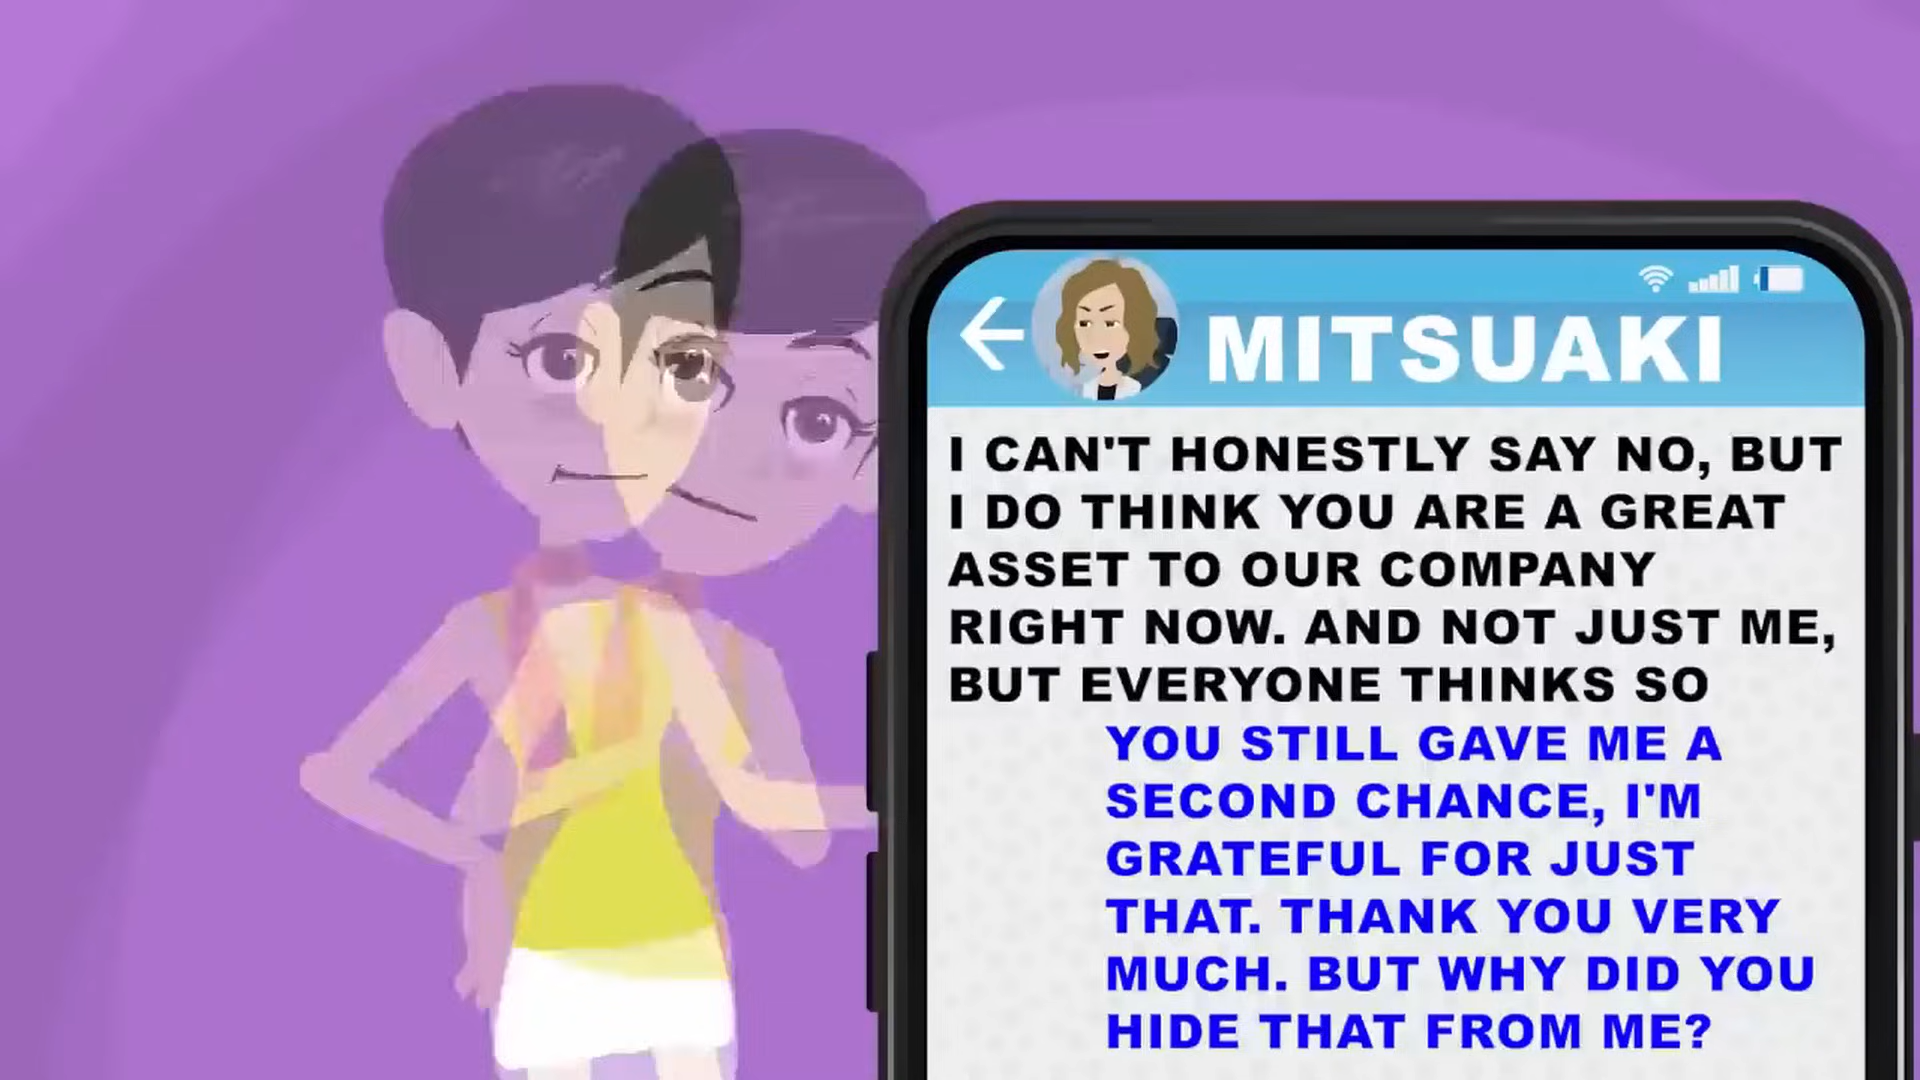 MITSUAKI
I CAN'T HONESTLY SAY NO, BUT
I DO THINK YOU ARE A GREAT
ASSET TO OUR COMPANY
RIGHT NOW. AND NOT JUST ME,
BUT EVERYONE THINKS SO
YOU STILL GAVE ME A
SECOND CHANCE, I'M
GRATEFUL FOR JUST
THAT. THANK YOU VERY
MUCH. BUT WHY DID YOU
HIDE THAT FROM ME?